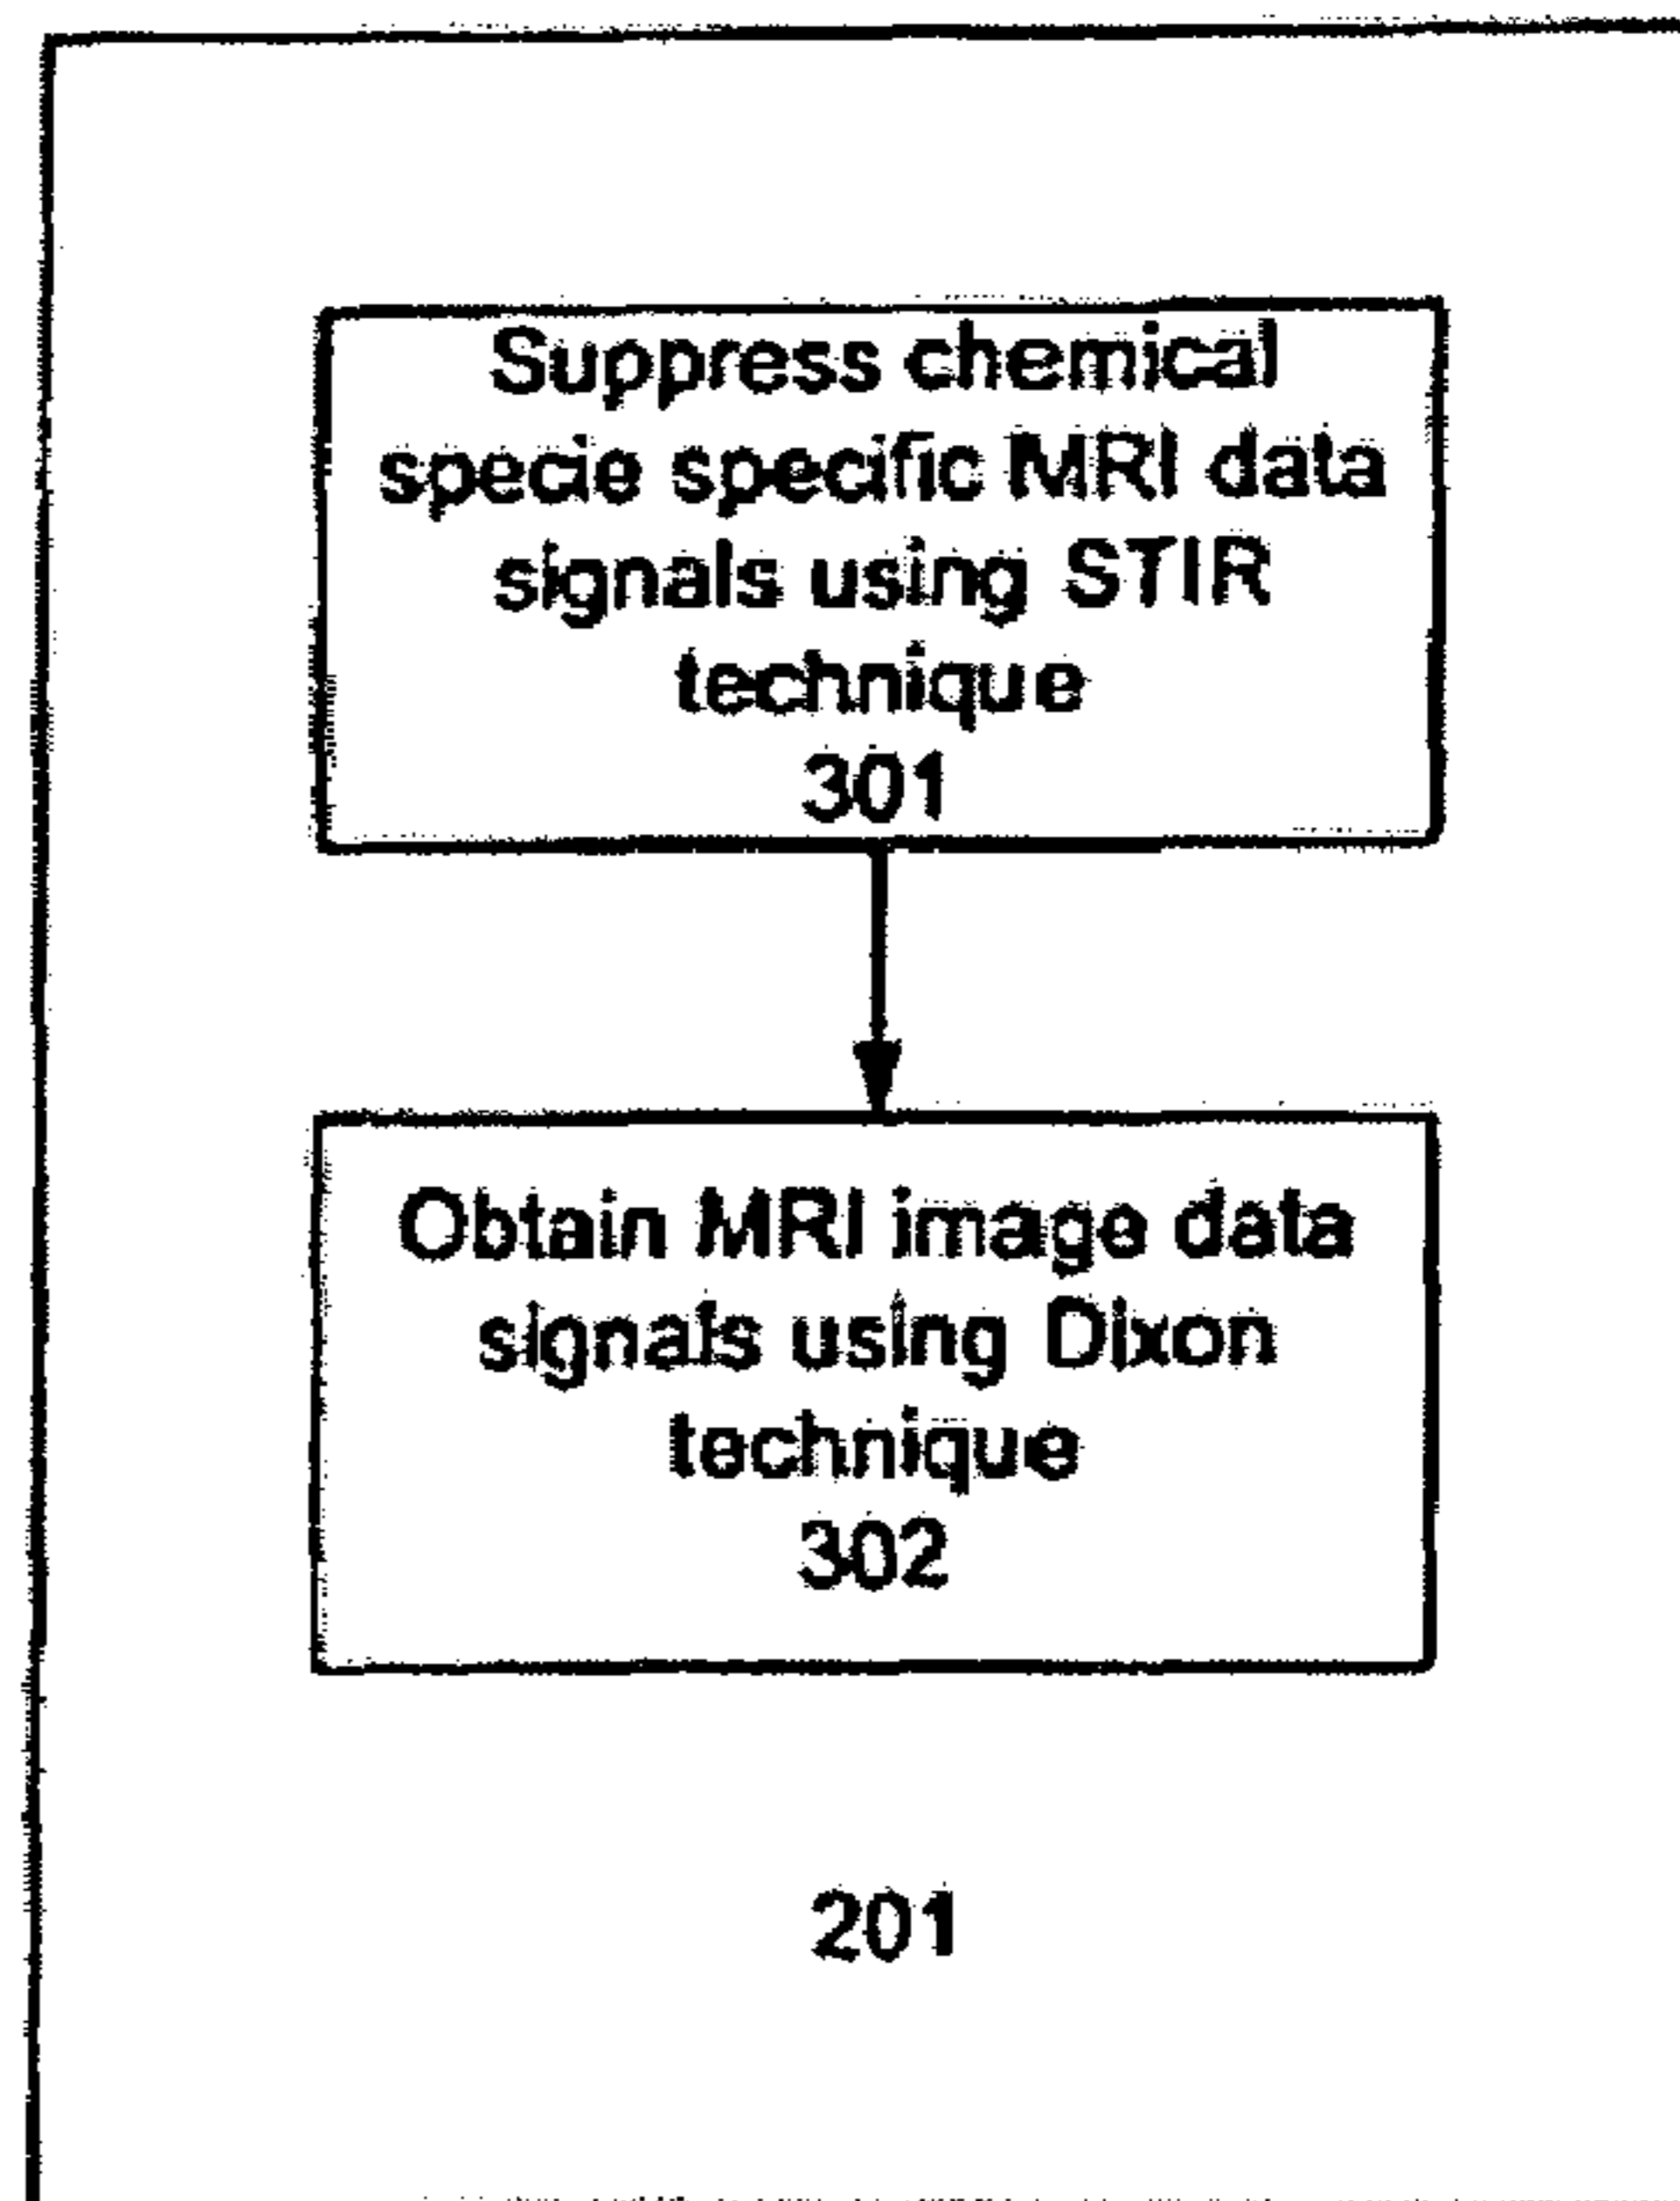 Suppress chemical
specie specific MRI data
signals using STIR
technique
301
Obtain MRI image data
signals using Dixon
technique
302
201